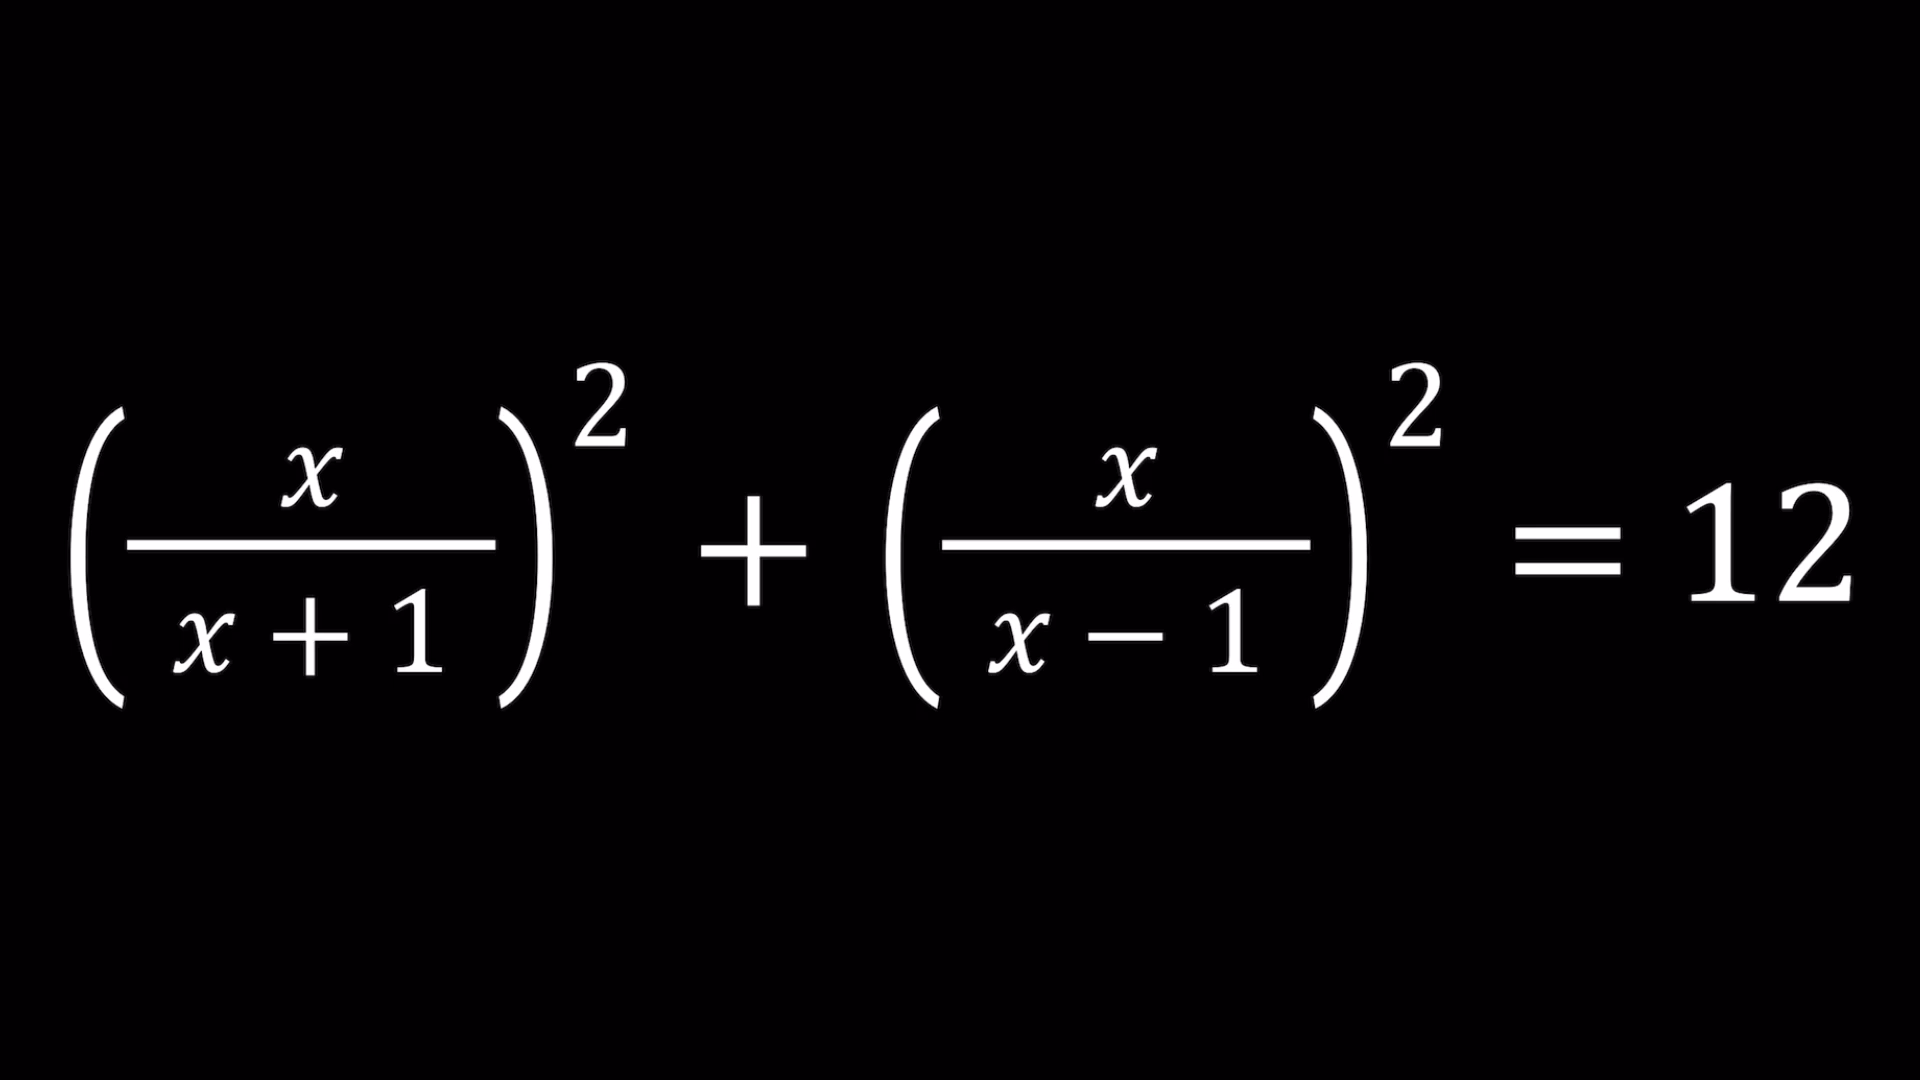 (x/(x + 1))² + (x/(x − 1))² = 12